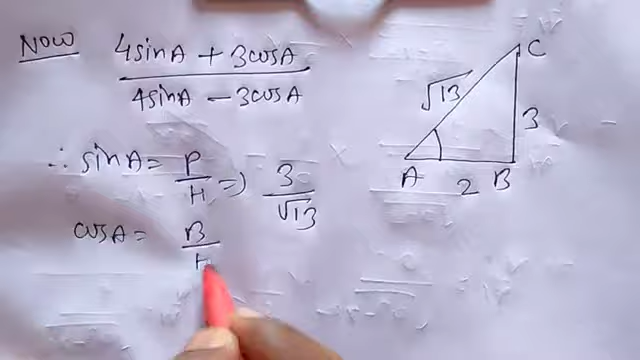 Now 4sinA + 3cosA
4sinA - 3cosA
∴ sinA = P/H => 3/√13
cosA = B/H
C
√13
3
A 2 B